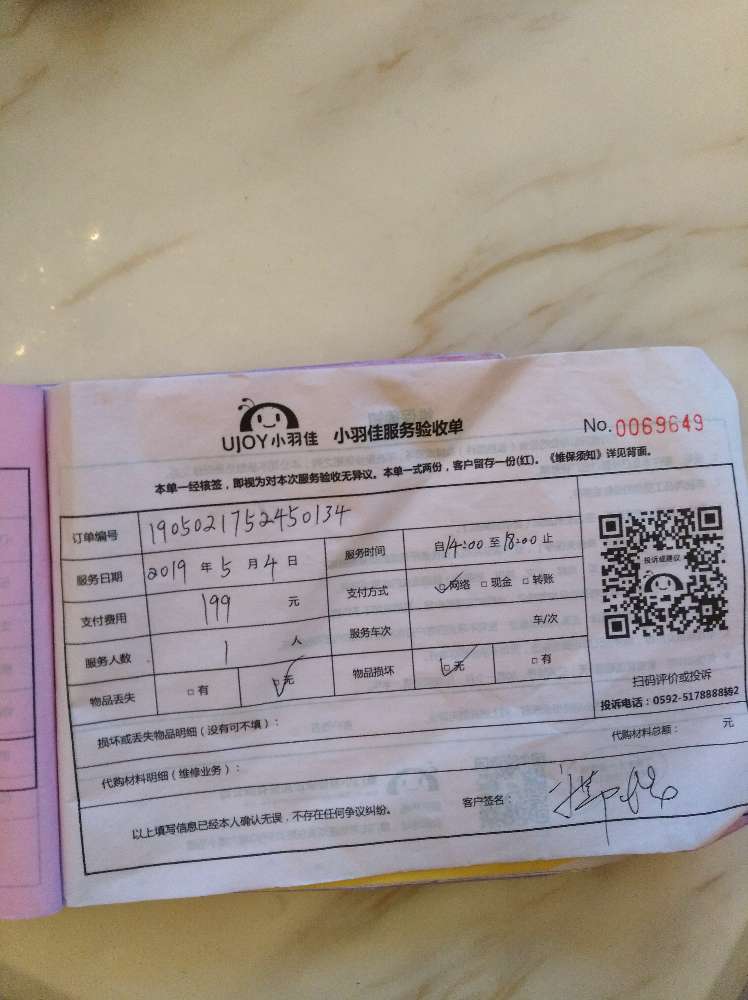 UJOY小羽佳 小羽佳服务验收单 No.0069649
本单一经核签，即视为对本次服务验收无异议。本单一式两份，客户留存一份(红)。《维保须知》详见背面。
订单编号 1905021752450134
服务日期 2019 年 5 月 4 日 服务时间 自14:00 至 18:00 止
支付费用 199 元 支付方式 ☑网络 □现金 □转账
服务人数 1 人 服务车次 车/次
物品丢失 □有 ☑无 物品损坏 ☑无 □有
投诉或建议
扫码评价或投诉
投诉电话：0592-5178888转2
损坏或丢失物品明细（没有可不填）：
代购材料明细（维修业务）： 代购材料总额： 元
以上填写信息已经本人确认无误，不存在任何争议纠纷。 客户签名：